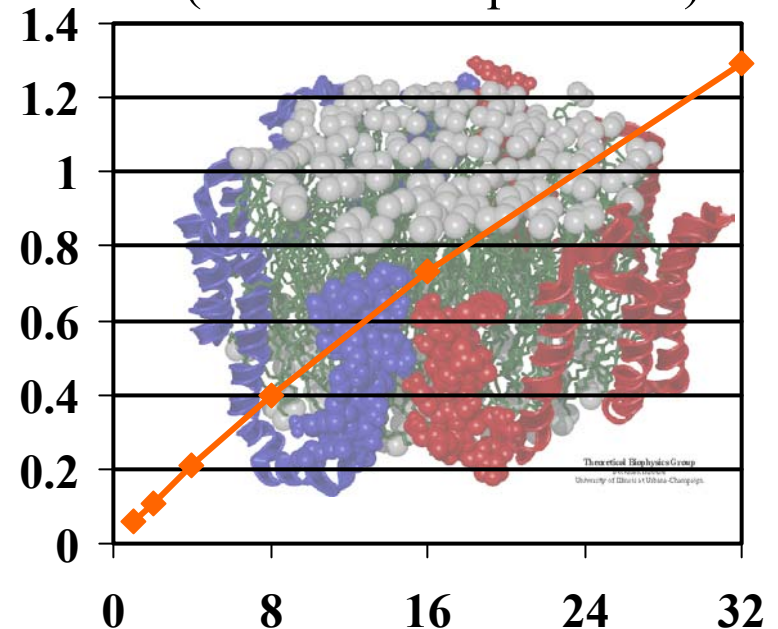 1.4
1.2
1
0.8
0.6
0.4
0.2
0
Theoretical Biophysics Group
University of Illinois at Urbana-Champaign
0 8 16 24 32